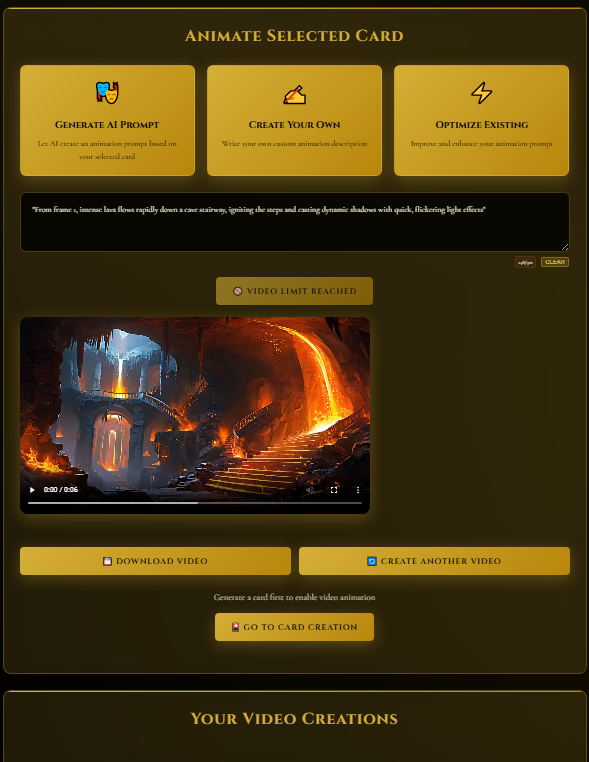 Animate Selected Card
Generate AI Prompt
Create Your Own
Optimize Existing
Let AI create an animation prompt based on
your selected card
Write your own custom animation description
Improve and enhance your animation prompt
"From frame 1, intense lava flows rapidly down a cave stairway, igniting the steps and casting dynamic shadows with quick, flickering light effects"
CLEAR
VIDEO LIMIT REACHED
0:00 / 0:06
DOWNLOAD VIDEO
CREATE ANOTHER VIDEO
Generate a card first to enable video animation
GO TO CARD CREATION
Your Video Creations